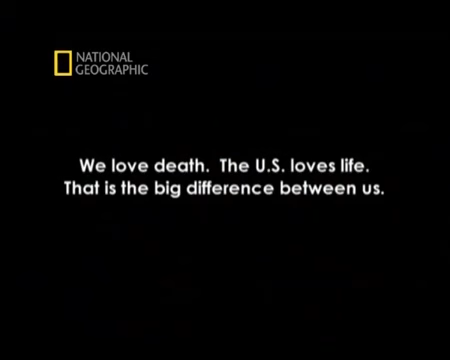 NATIONAL
GEOGRAPHIC
We love death. The U.S. loves life.
That is the big difference between us.